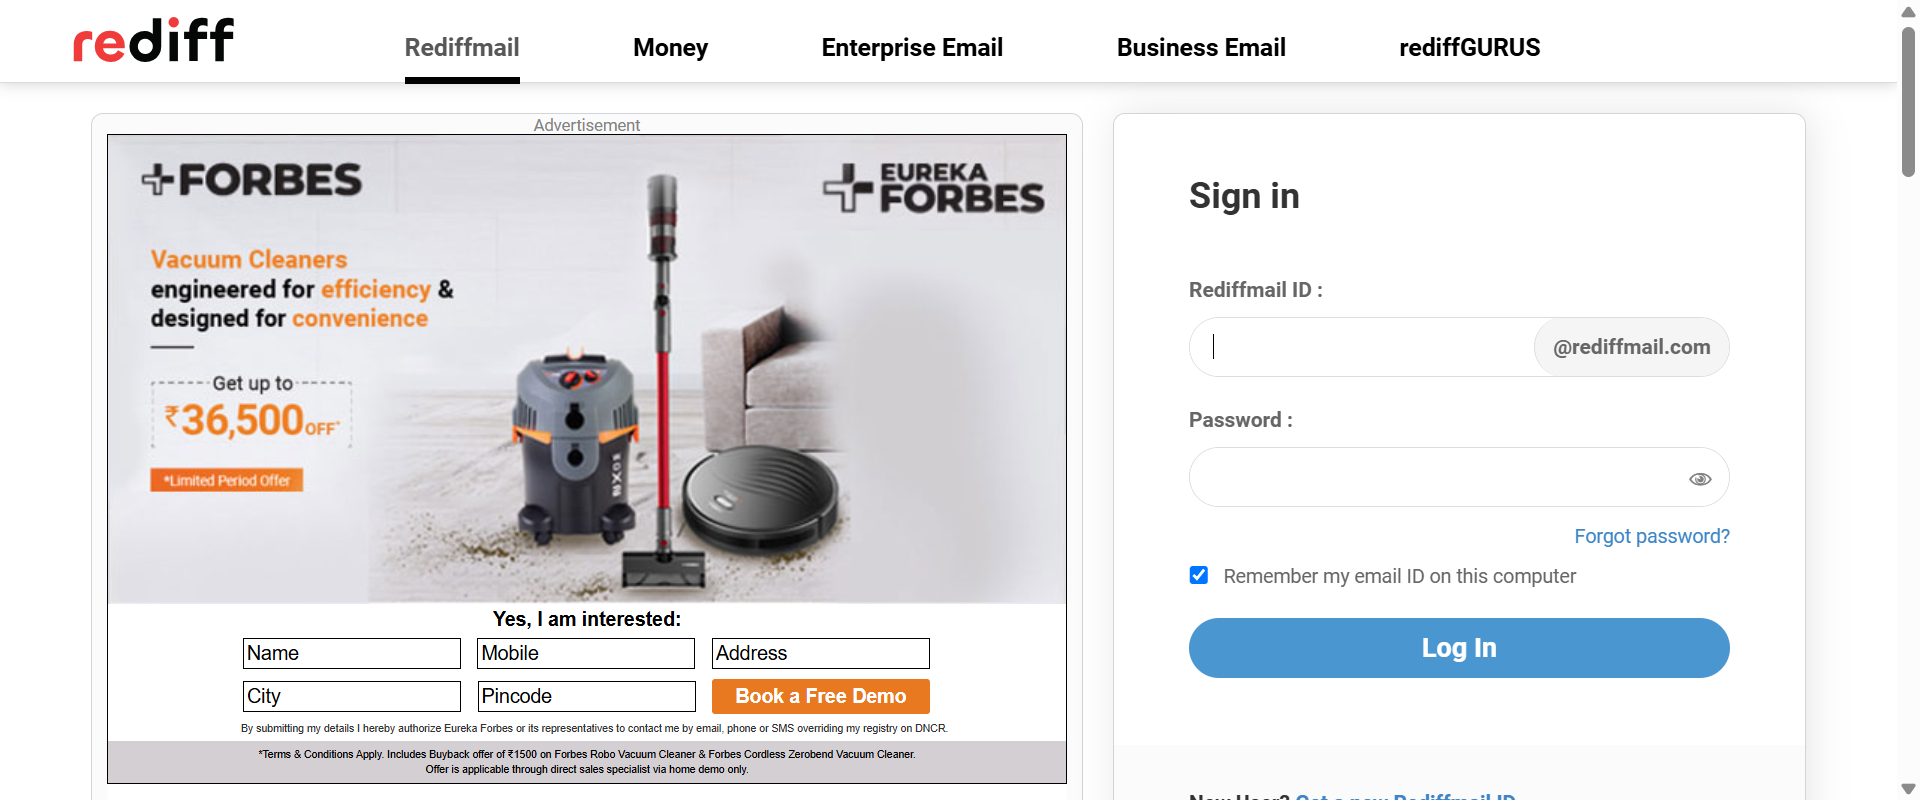 rediff
Rediffmail
Money
Enterprise Email
Business Email
rediffGURUS
Advertisement
FORBES
EUREKA
FORBES
Vacuum Cleaners
engineered for efficiency &
designed for convenience
Get up to
₹36,500 OFF*
*Limited Period Offer
Yes, I am interested:
Name
Mobile
Address
City
Pincode
Book a Free Demo
By submitting my details I hereby authorize Eureka Forbes or its representatives to contact me by email, phone or SMS overriding my registry on DNCR.
*Terms & Conditions Apply. Includes Buyback offer of ₹1500 on Forbes Robo Vacuum Cleaner & Forbes Cordless Zerobend Vacuum Cleaner.
Offer is applicable through direct sales specialist via home demo only.
Sign in
Rediffmail ID :
@rediffmail.com
Password :
Forgot password?
Remember my email ID on this computer
Log In
New User? Get a new Rediffmail ID